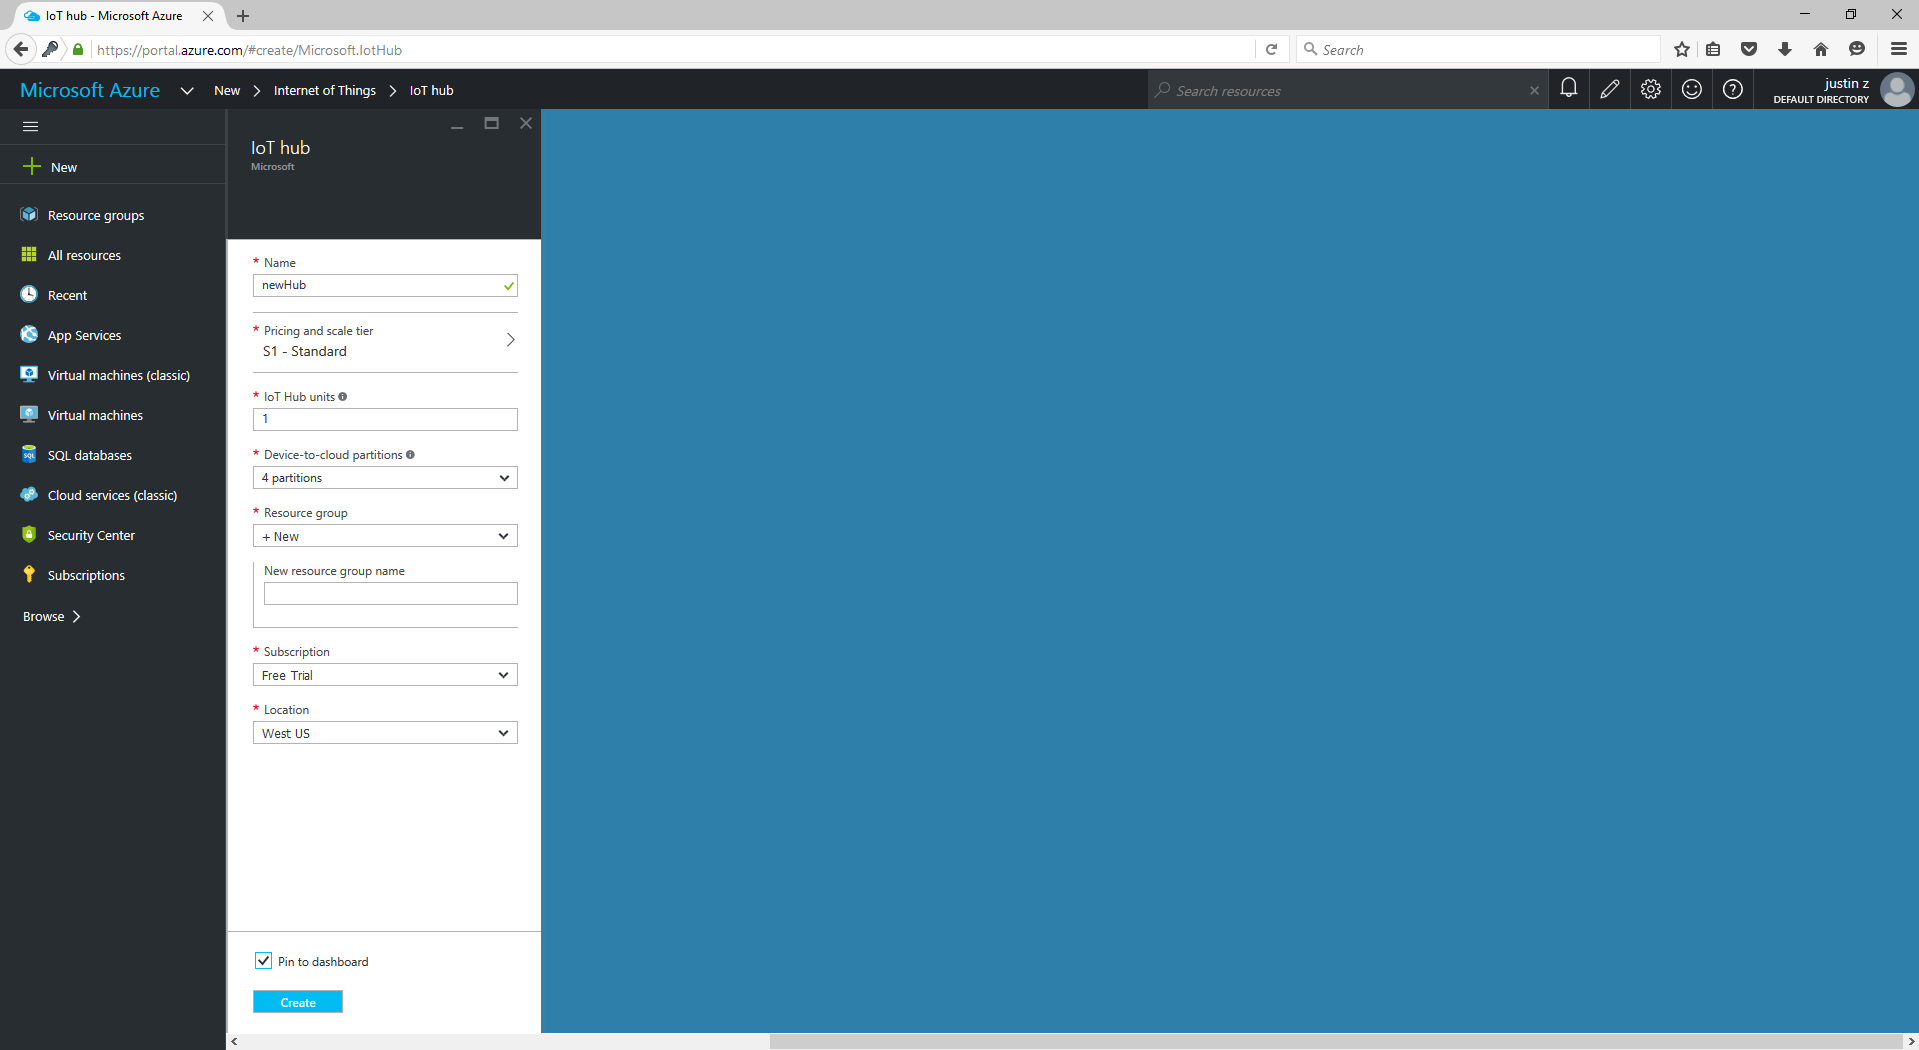 IoT hub - Microsoft Azure
https://portal.azure.com/#create/Microsoft.IotHub
Search
Microsoft Azure
New
Internet of Things
IoT hub
Search resources
justin z
DEFAULT DIRECTORY
New
Resource groups
All resources
Recent
App Services
Virtual machines (classic)
Virtual machines
SQL databases
Cloud services (classic)
Security Center
Subscriptions
Browse
IoT hub
Microsoft
* Name
newHub
* Pricing and scale tier
S1 - Standard
* IoT Hub units
1
* Device-to-cloud partitions
4 partitions
* Resource group
+ New
New resource group name
* Subscription
Free Trial
* Location
West US
Pin to dashboard
Create